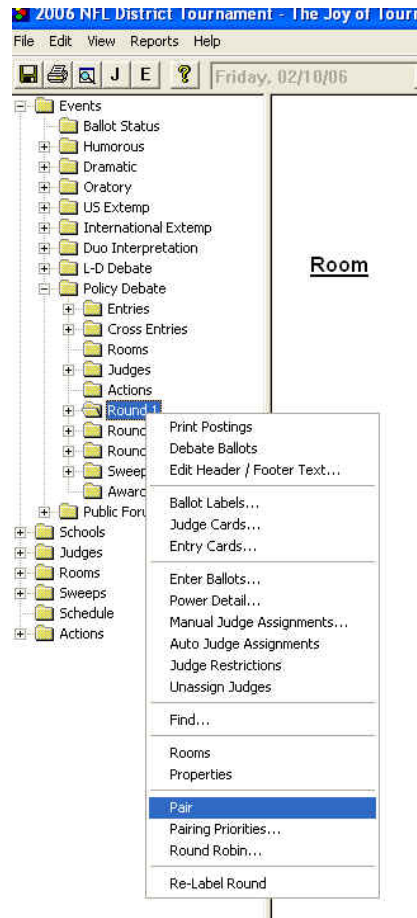 2006 NFL District Tournament - The Joy of Tourn
File Edit View Reports Help
J E ? Friday, 02/10/06
Events
Ballot Status
Humorous
Dramatic
Oratory
US Extemp
International Extemp
Duo Interpretation
L-D Debate
Policy Debate
Entries
Cross Entries
Rooms
Judges
Actions
Round 1
Round
Round
Sweep
Award
Public Foru
Schools
Judges
Rooms
Sweeps
Schedule
Actions
Room
Print Postings
Debate Ballots
Edit Header / Footer Text...
Ballot Labels...
Judge Cards...
Entry Cards...
Enter Ballots...
Power Detail...
Manual Judge Assignments...
Auto Judge Assignments
Judge Restrictions
Unassign Judges
Find...
Rooms
Properties
Pair
Pairing Priorities...
Round Robin...
Re-Label Round